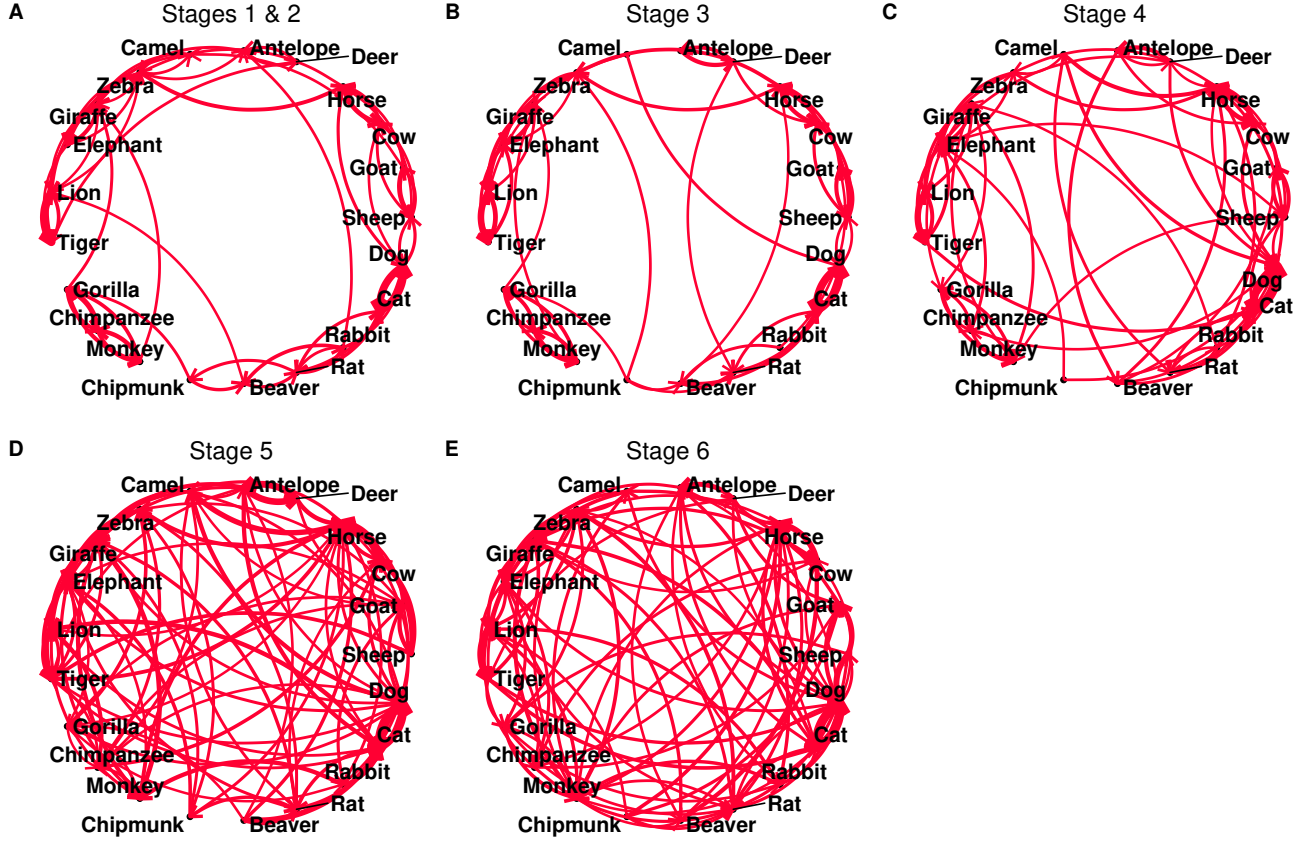 A Stages 1 & 2
Camel
Antelope
Deer
Zebra
Horse
Giraffe
Cow
Elephant
Goat
Lion
Sheep
Tiger
Dog
Gorilla
Cat
Chimpanzee
Rabbit
Monkey
Rat
Chipmunk
Beaver
B Stage 3
Camel
Antelope
Deer
Zebra
Horse
Giraffe
Cow
Elephant
Goat
Lion
Sheep
Tiger
Dog
Gorilla
Cat
Chimpanzee
Rabbit
Monkey
Rat
Chipmunk
Beaver
C Stage 4
Camel
Antelope
Deer
Zebra
Horse
Giraffe
Cow
Elephant
Goat
Lion
Sheep
Tiger
Dog
Gorilla
Cat
Chimpanzee
Rabbit
Monkey
Rat
Chipmunk
Beaver
D Stage 5
Camel
Antelope
Deer
Zebra
Horse
Giraffe
Cow
Elephant
Goat
Lion
Sheep
Tiger
Dog
Gorilla
Cat
Chimpanzee
Rabbit
Monkey
Rat
Chipmunk
Beaver
E Stage 6
Camel
Antelope
Deer
Zebra
Horse
Giraffe
Cow
Elephant
Goat
Lion
Sheep
Tiger
Dog
Gorilla
Cat
Chimpanzee
Rabbit
Monkey
Rat
Chipmunk
Beaver